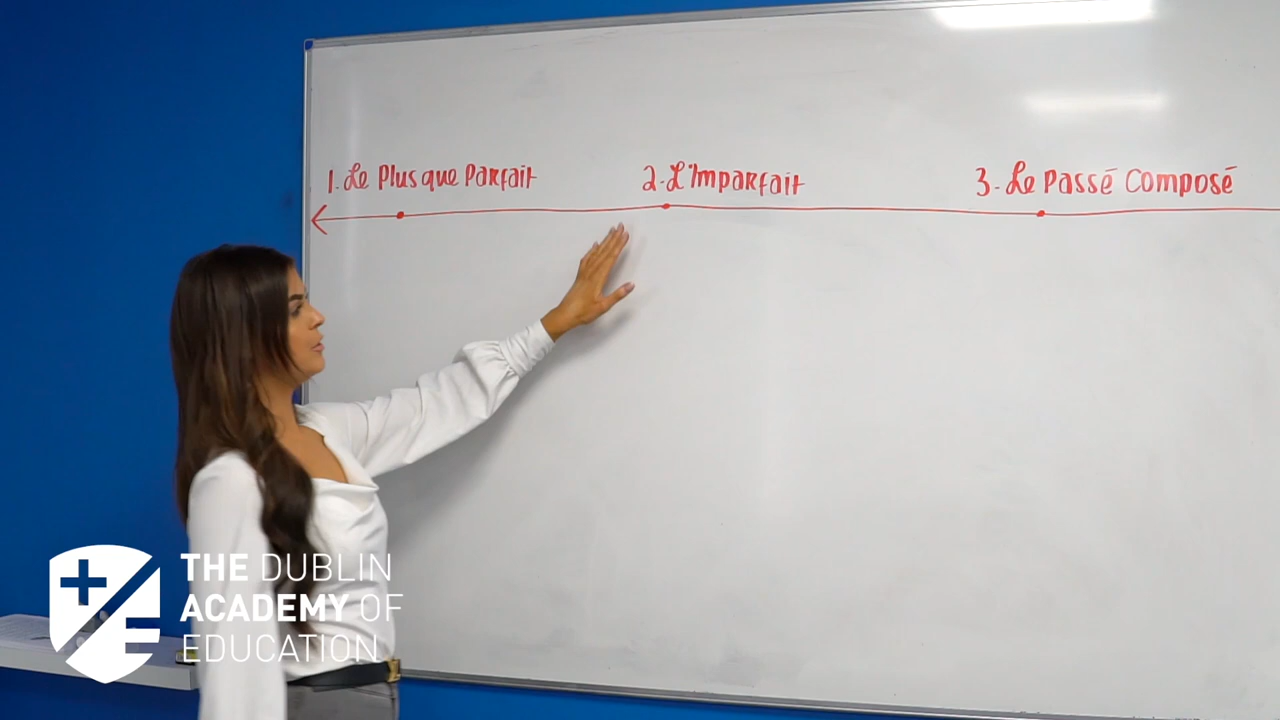 1. Le Plus que Parfait
2. L'Imparfait
3. Le Passé Composé
THE DUBLIN
ACADEMY OF
EDUCATION